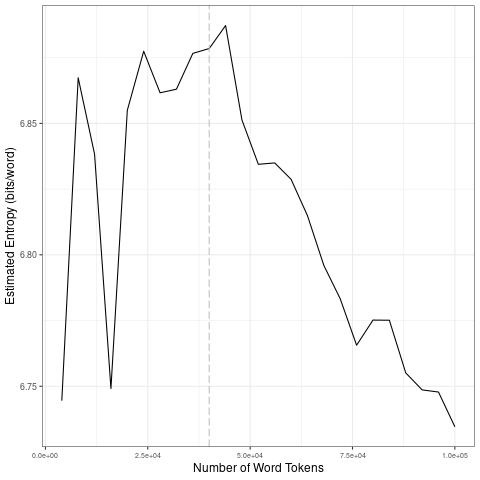 Estimated Entropy (bits/word)
6.85
6.80
6.75
0.0e+00 2.5e+04 5.0e+04 7.5e+04 1.0e+05
Number of Word Tokens